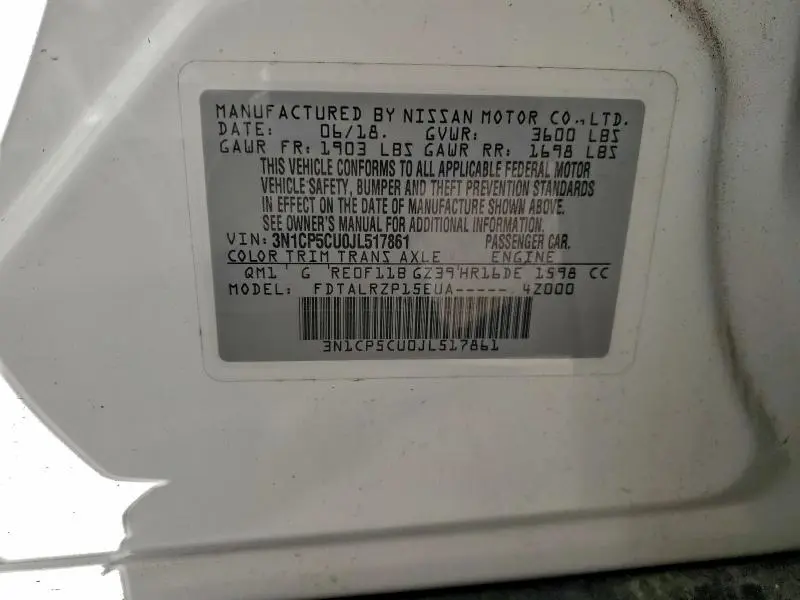 MANUFACTURED BY NISSAN MOTOR CO.,LTD.
DATE: 06/18. GVWR: 3600 LBS
GAWR FR: 1903 LBS GAWR RR: 1698 LBS
THIS VEHICLE CONFORMS TO ALL APPLICABLE FEDERAL MOTOR
VEHICLE SAFETY, BUMPER AND THEFT PREVENTION STANDARDS
IN EFFECT ON THE DATE OF MANUFACTURE SHOWN ABOVE.
SEE OWNER'S MANUAL FOR ADDITIONAL INFORMATION.
VIN: 3N1CP5CU0JL517861 PASSENGER CAR.
COLOR TRIM TRANS AXLE ENGINE
QM1 ' G 'RE0F11B GZ39'HR16DE 1598 CC
MODEL: FDTALRZP15EUA----- 4Z000
3N1CP5CU0JL517861